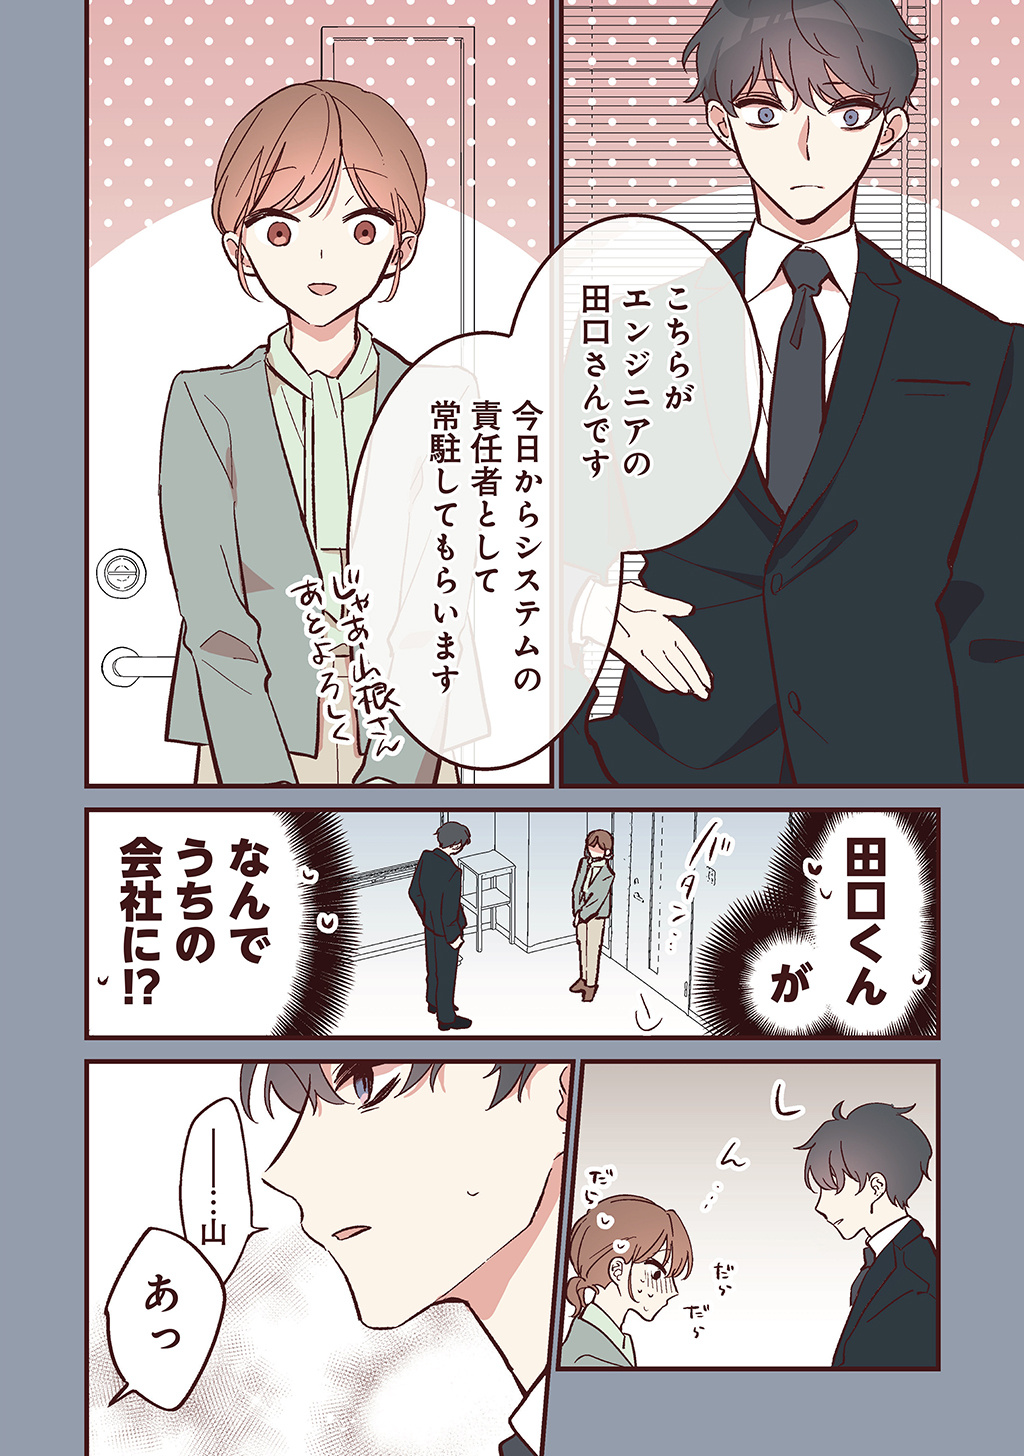 こちらが
エンジニアの
田口さんです
今日からシステムの
責任者として
常駐してもらいます
じゃあ山根さん
あとよろしく
田口くん
が
バタン
なんで
うちの
会社に!?
しん…
だら
だら
だら
だら
――……山
あっ